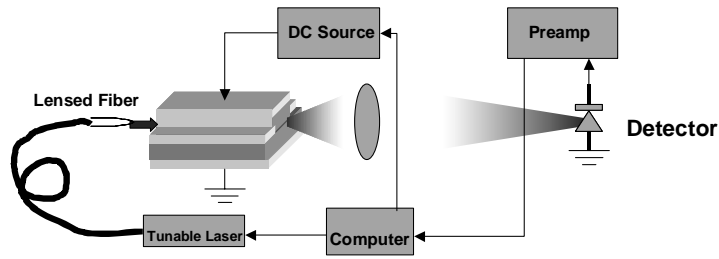 DC Source
Preamp
Lensed Fiber
Detector
Tunable Laser
Computer